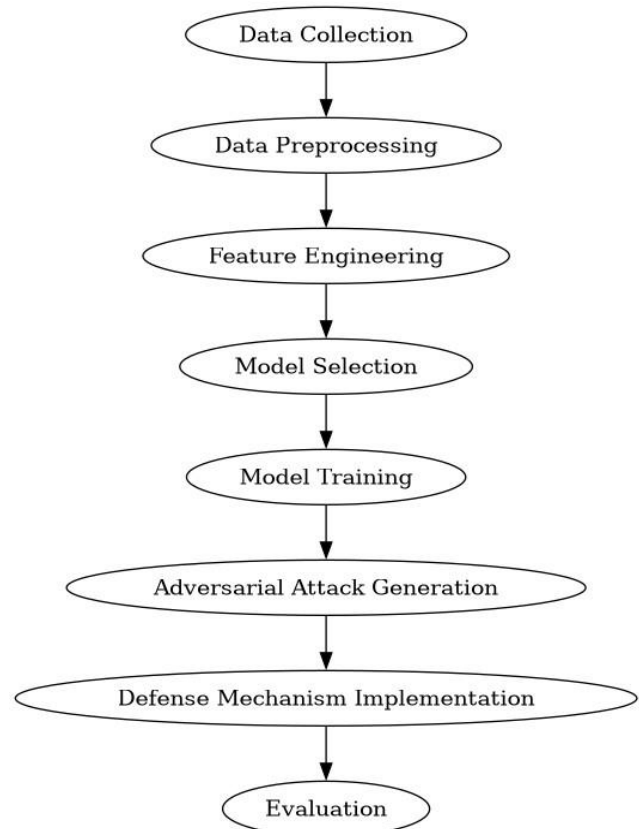 Data Collection
Data Preprocessing
Feature Engineering
Model Selection
Model Training
Adversarial Attack Generation
Defense Mechanism Implementation
Evaluation